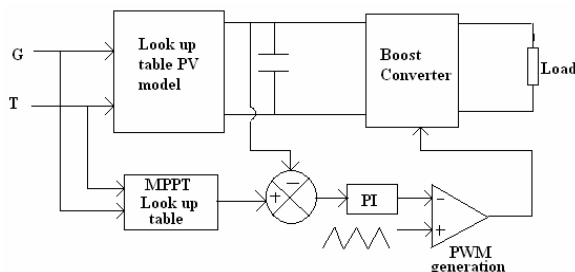 G
T
Look up
table PV
model
Boost
Converter
Load
MPPT
Look up
table
−
+
PI
−
+
PWM
generation